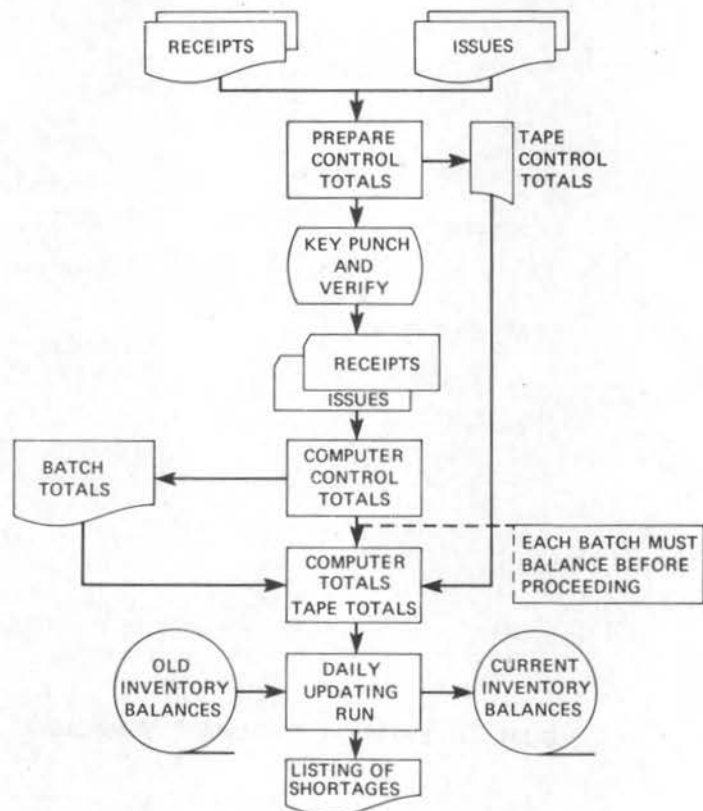 RECEIPTS
ISSUES
PREPARE
CONTROL
TOTALS
TAPE
CONTROL
TOTALS
KEY PUNCH
AND
VERIFY
RECEIPTS
ISSUES
BATCH
TOTALS
COMPUTER
CONTROL
TOTALS
EACH BATCH MUST
BALANCE BEFORE
PROCEEDING
COMPUTER
TOTALS
TAPE TOTALS
OLD
INVENTORY
BALANCES
DAILY
UPDATING
RUN
CURRENT
INVENTORY
BALANCES
LISTING OF
SHORTAGES